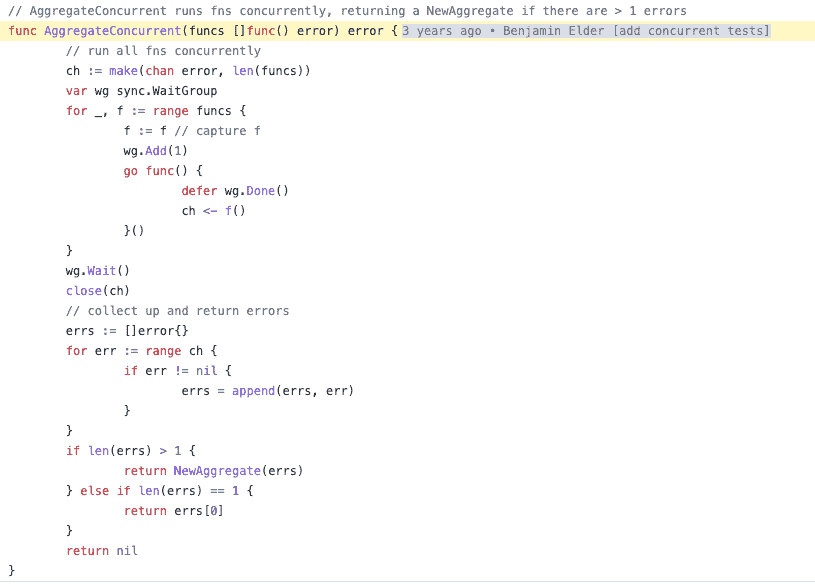 // AggregateConcurrent runs fns concurrently, returning a NewAggregate if there are > 1 errors
func AggregateConcurrent(funcs []func() error) error { 3 years ago • Benjamin Elder [add concurrent tests]
        // run all fns concurrently
        ch := make(chan error, len(funcs))
        var wg sync.WaitGroup
        for _, f := range funcs {
                f := f // capture f
                wg.Add(1)
                go func() {
                        defer wg.Done()
                        ch <- f()
                }()
        }
        wg.Wait()
        close(ch)
        // collect up and return errors
        errs := []error{}
        for err := range ch {
                if err != nil {
                        errs = append(errs, err)
                }
        }
        if len(errs) > 1 {
                return NewAggregate(errs)
        } else if len(errs) == 1 {
                return errs[0]
        }
        return nil
}